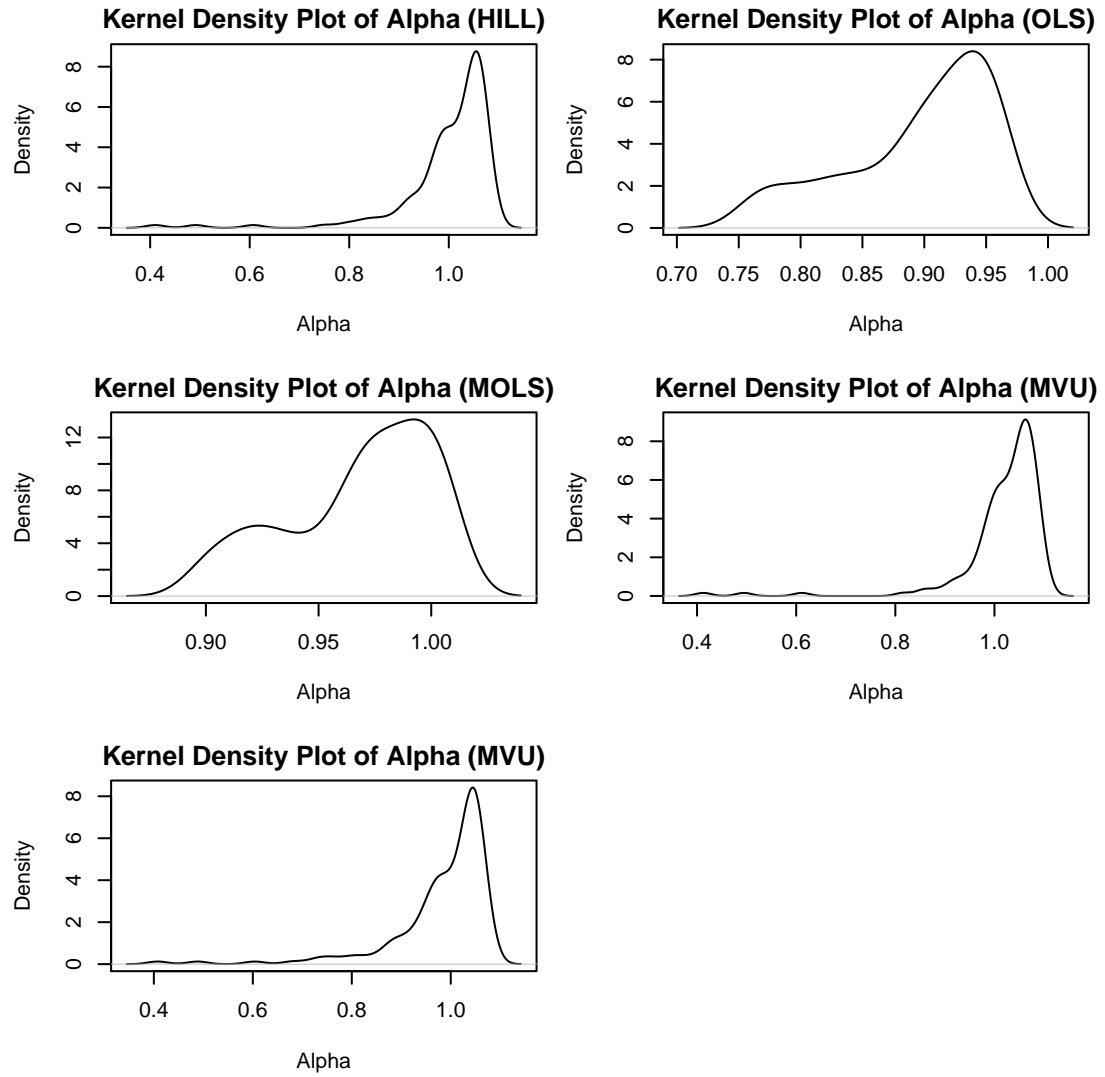 Kernel Density Plot of Alpha (HILL)
Density
0 2 4 6 8
0.4 0.6 0.8 1.0
Alpha
Kernel Density Plot of Alpha (OLS)
Density
0 2 4 6 8
0.70 0.75 0.80 0.85 0.90 0.95 1.00
Alpha
Kernel Density Plot of Alpha (MOLS)
Density
0 4 8 12
0.90 0.95 1.00
Alpha
Kernel Density Plot of Alpha (MVU)
Density
0 2 4 6 8
0.4 0.6 0.8 1.0
Alpha
Kernel Density Plot of Alpha (MVU)
Density
0 2 4 6 8
0.4 0.6 0.8 1.0
Alpha